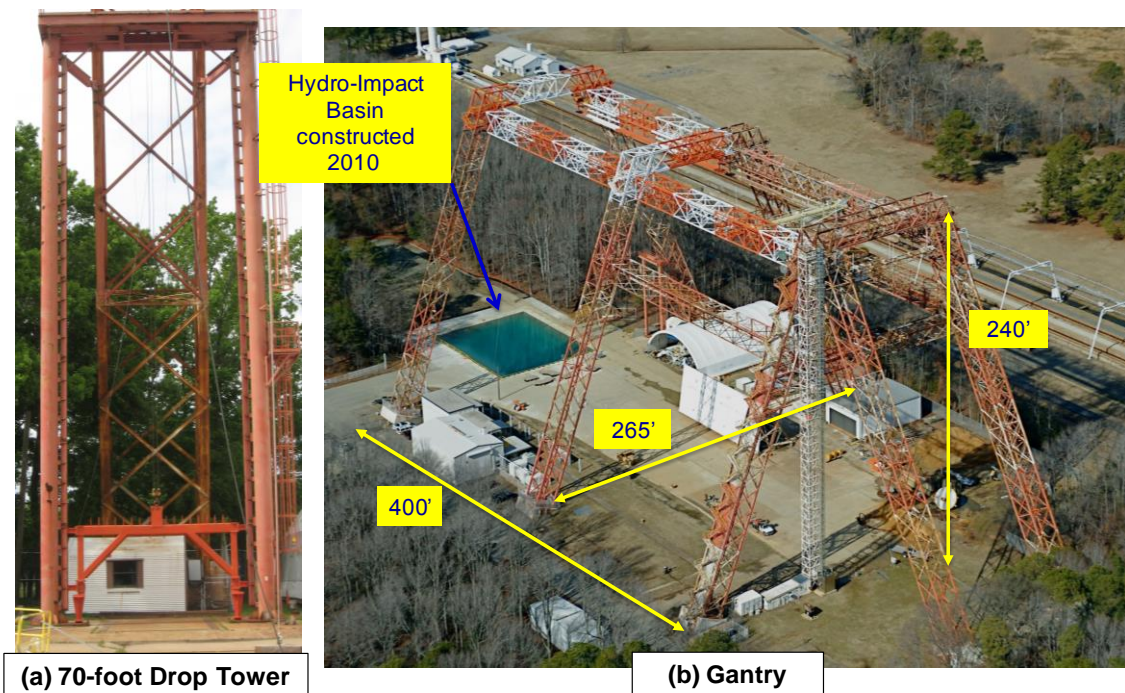 Hydro-Impact
Basin
constructed
2010
240’
265’
400’
(a) 70-foot Drop Tower
(b) Gantry